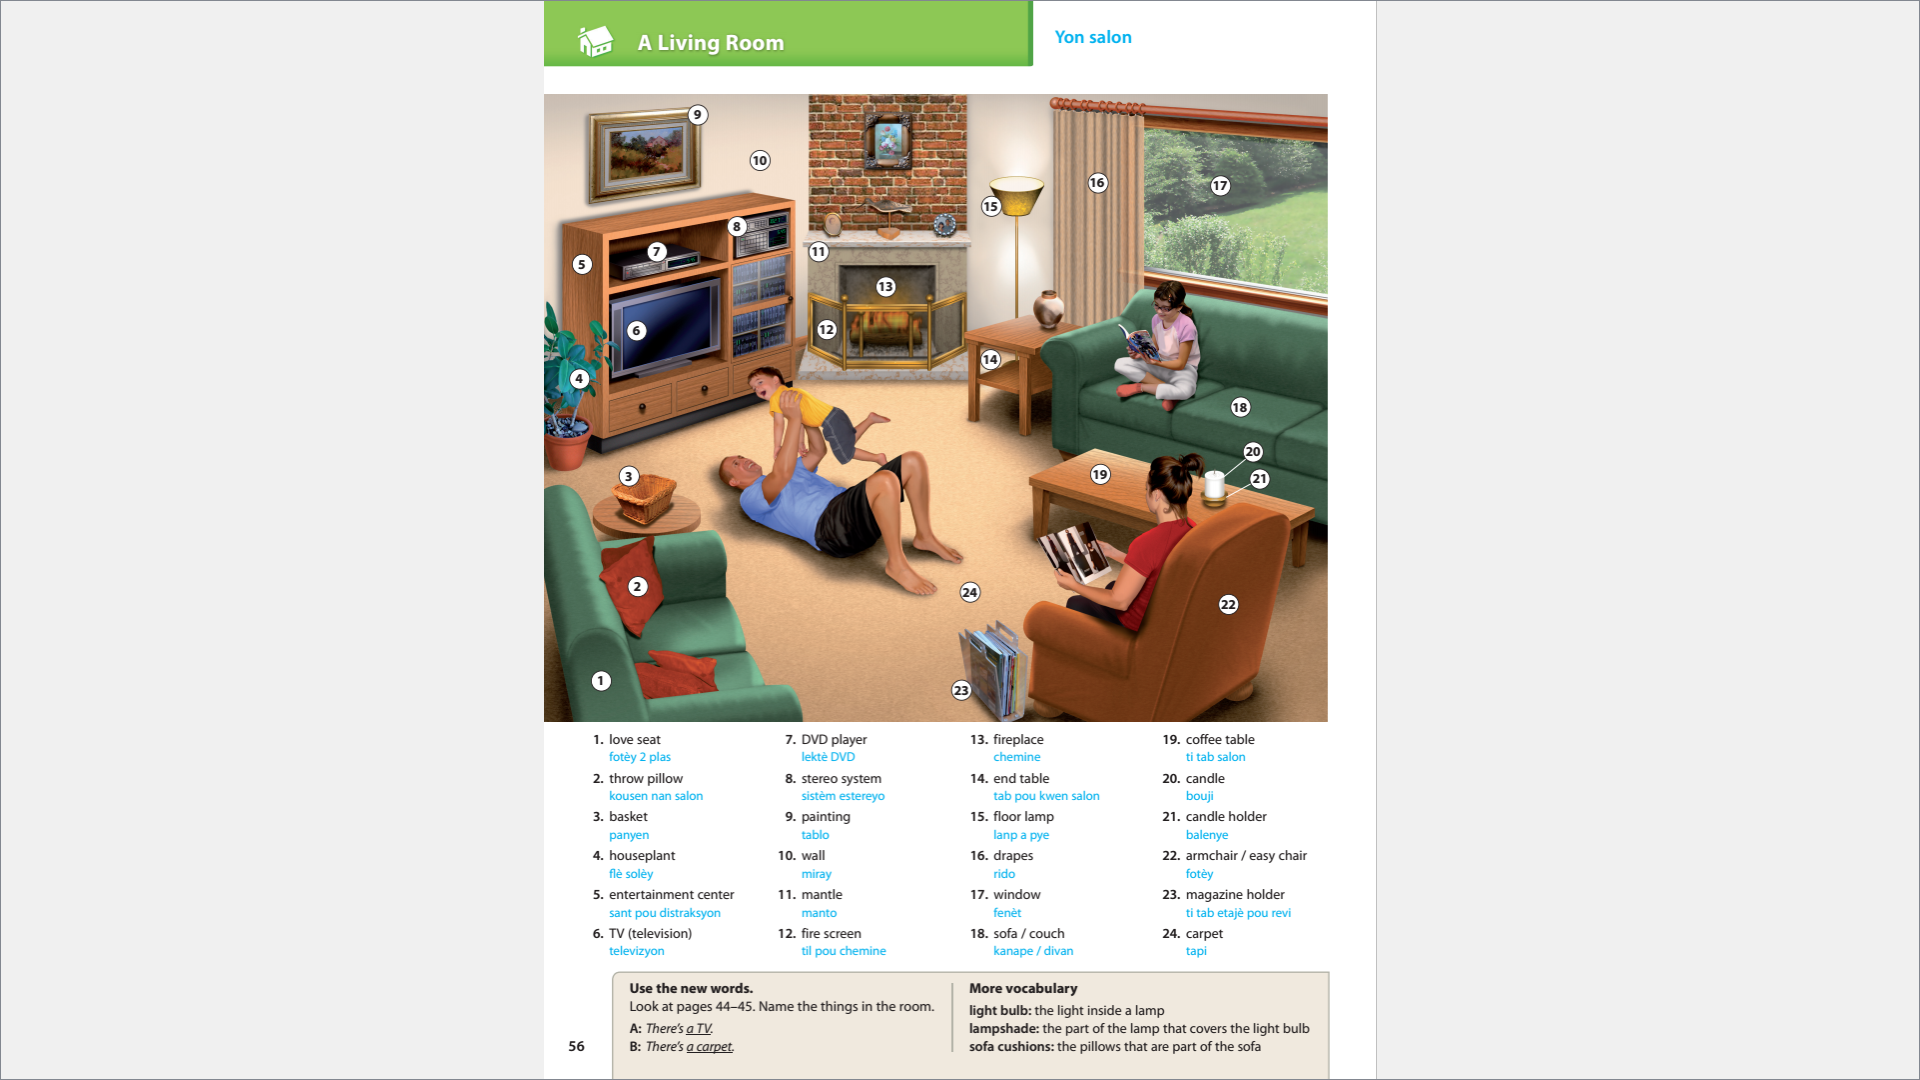 A Living Room
Yon salon
9
10
16
17
15
8
7
11
5
13
6
12
14
4
18
20
19
3
21
2
24
22
1
23
1. love seat
fotèy 2 plas
2. throw pillow
kousen nan salon
3. basket
panyen
4. houseplant
flè solèy
5. entertainment center
sant pou distraksyon
6. TV (television)
televizyon
7. DVD player
lektè DVD
8. stereo system
sistèm estereyo
9. painting
tablo
10. wall
miray
11. mantle
manto
12. fire screen
til pou chemine
13. fireplace
chemine
14. end table
tab pou kwen salon
15. floor lamp
lanp a pye
16. drapes
rido
17. window
fenèt
18. sofa / couch
kanape / divan
19. coffee table
ti tab salon
20. candle
bouji
21. candle holder
balenye
22. armchair / easy chair
fotèy
23. magazine holder
ti tab etajè pou revi
24. carpet
tapi
Use the new words.
Look at pages 44–45. Name the things in the room.
A: There's a TV.
B: There's a carpet.
More vocabulary
light bulb: the light inside a lamp
lampshade: the part of the lamp that covers the light bulb
sofa cushions: the pillows that are part of the sofa
56